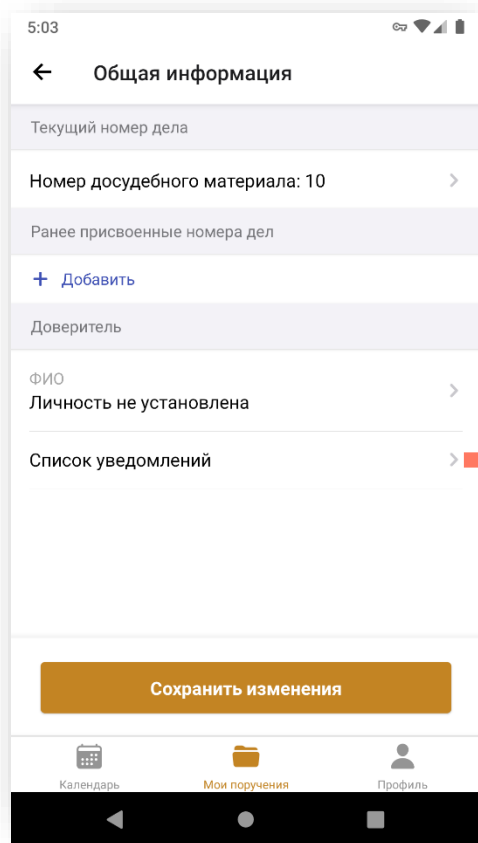 5:03
Общая информация
Текущий номер дела
Номер досудебного материала: 10
Ранее присвоенные номера дел
+ Добавить
Доверитель
ФИО
Личность не установлена
Список уведомлений
Сохранить изменения
Календарь
Мои поручения
Профиль